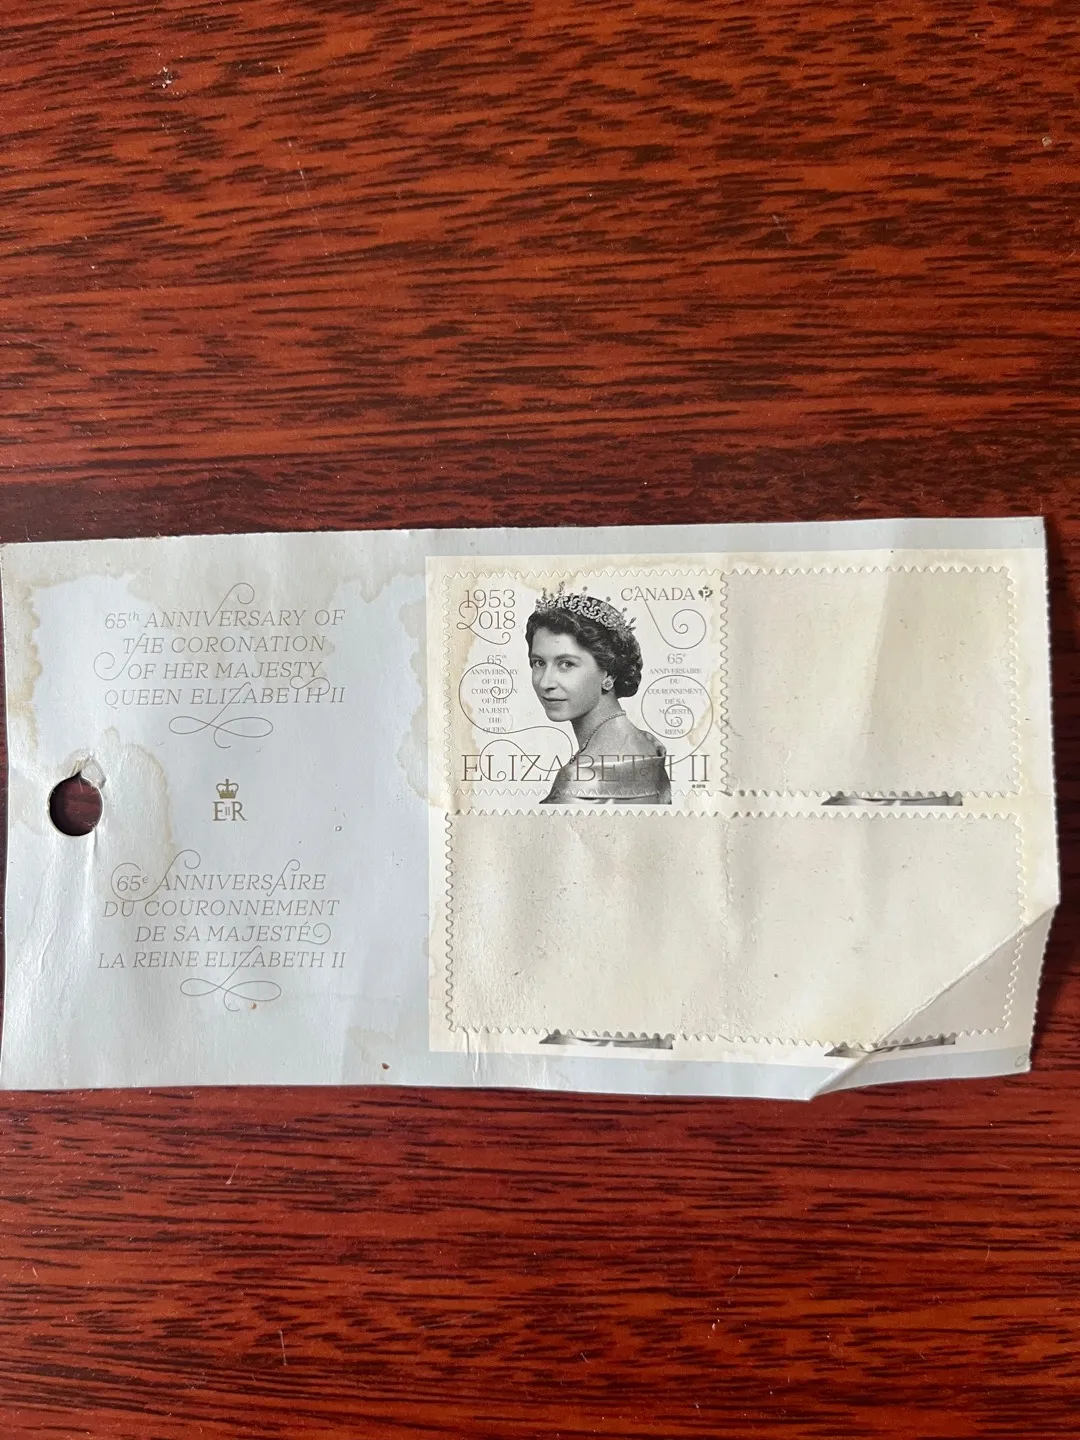 65th ANNIVERSARY OF
THE CORONATION
OF HER MAJESTY
QUEEN ELIZABETH II
EIIR
65e ANNIVERSAIRE
DU COURONNEMENT
DE SA MAJESTÉ
LA REINE ELIZABETH II
1953
2018
CANADA P
65th
ANNIVERSARY
OF THE
CORONATION
OF HER
MAJESTY
THE
QUEEN
65e
ANNIVERSAIRE
DU
COURONNEMENT
DE SA
MAJESTÉ
LA
REINE
ELIZABETH II